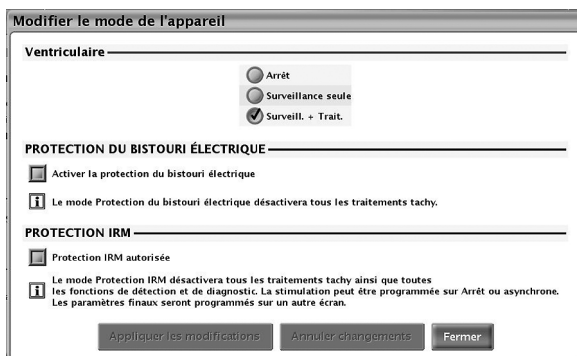 Modifier le mode de l'appareil
Ventriculaire
Arrêt
Surveillance seule
Surveill. + Trait.
PROTECTION DU BISTOURI ÉLECTRIQUE
Activer la protection du bistouri électrique
Le mode Protection du bistouri électrique désactivera tous les traitements tachy.
PROTECTION IRM
Protection IRM autorisée
Le mode Protection IRM désactivera tous les traitements tachy ainsi que toutes
les fonctions de détection et de diagnostic. La stimulation peut être programmée sur Arrêt ou asynchrone.
Les paramètres finaux seront programmés sur un autre écran.
Appliquer les modifications Annuler changements Fermer